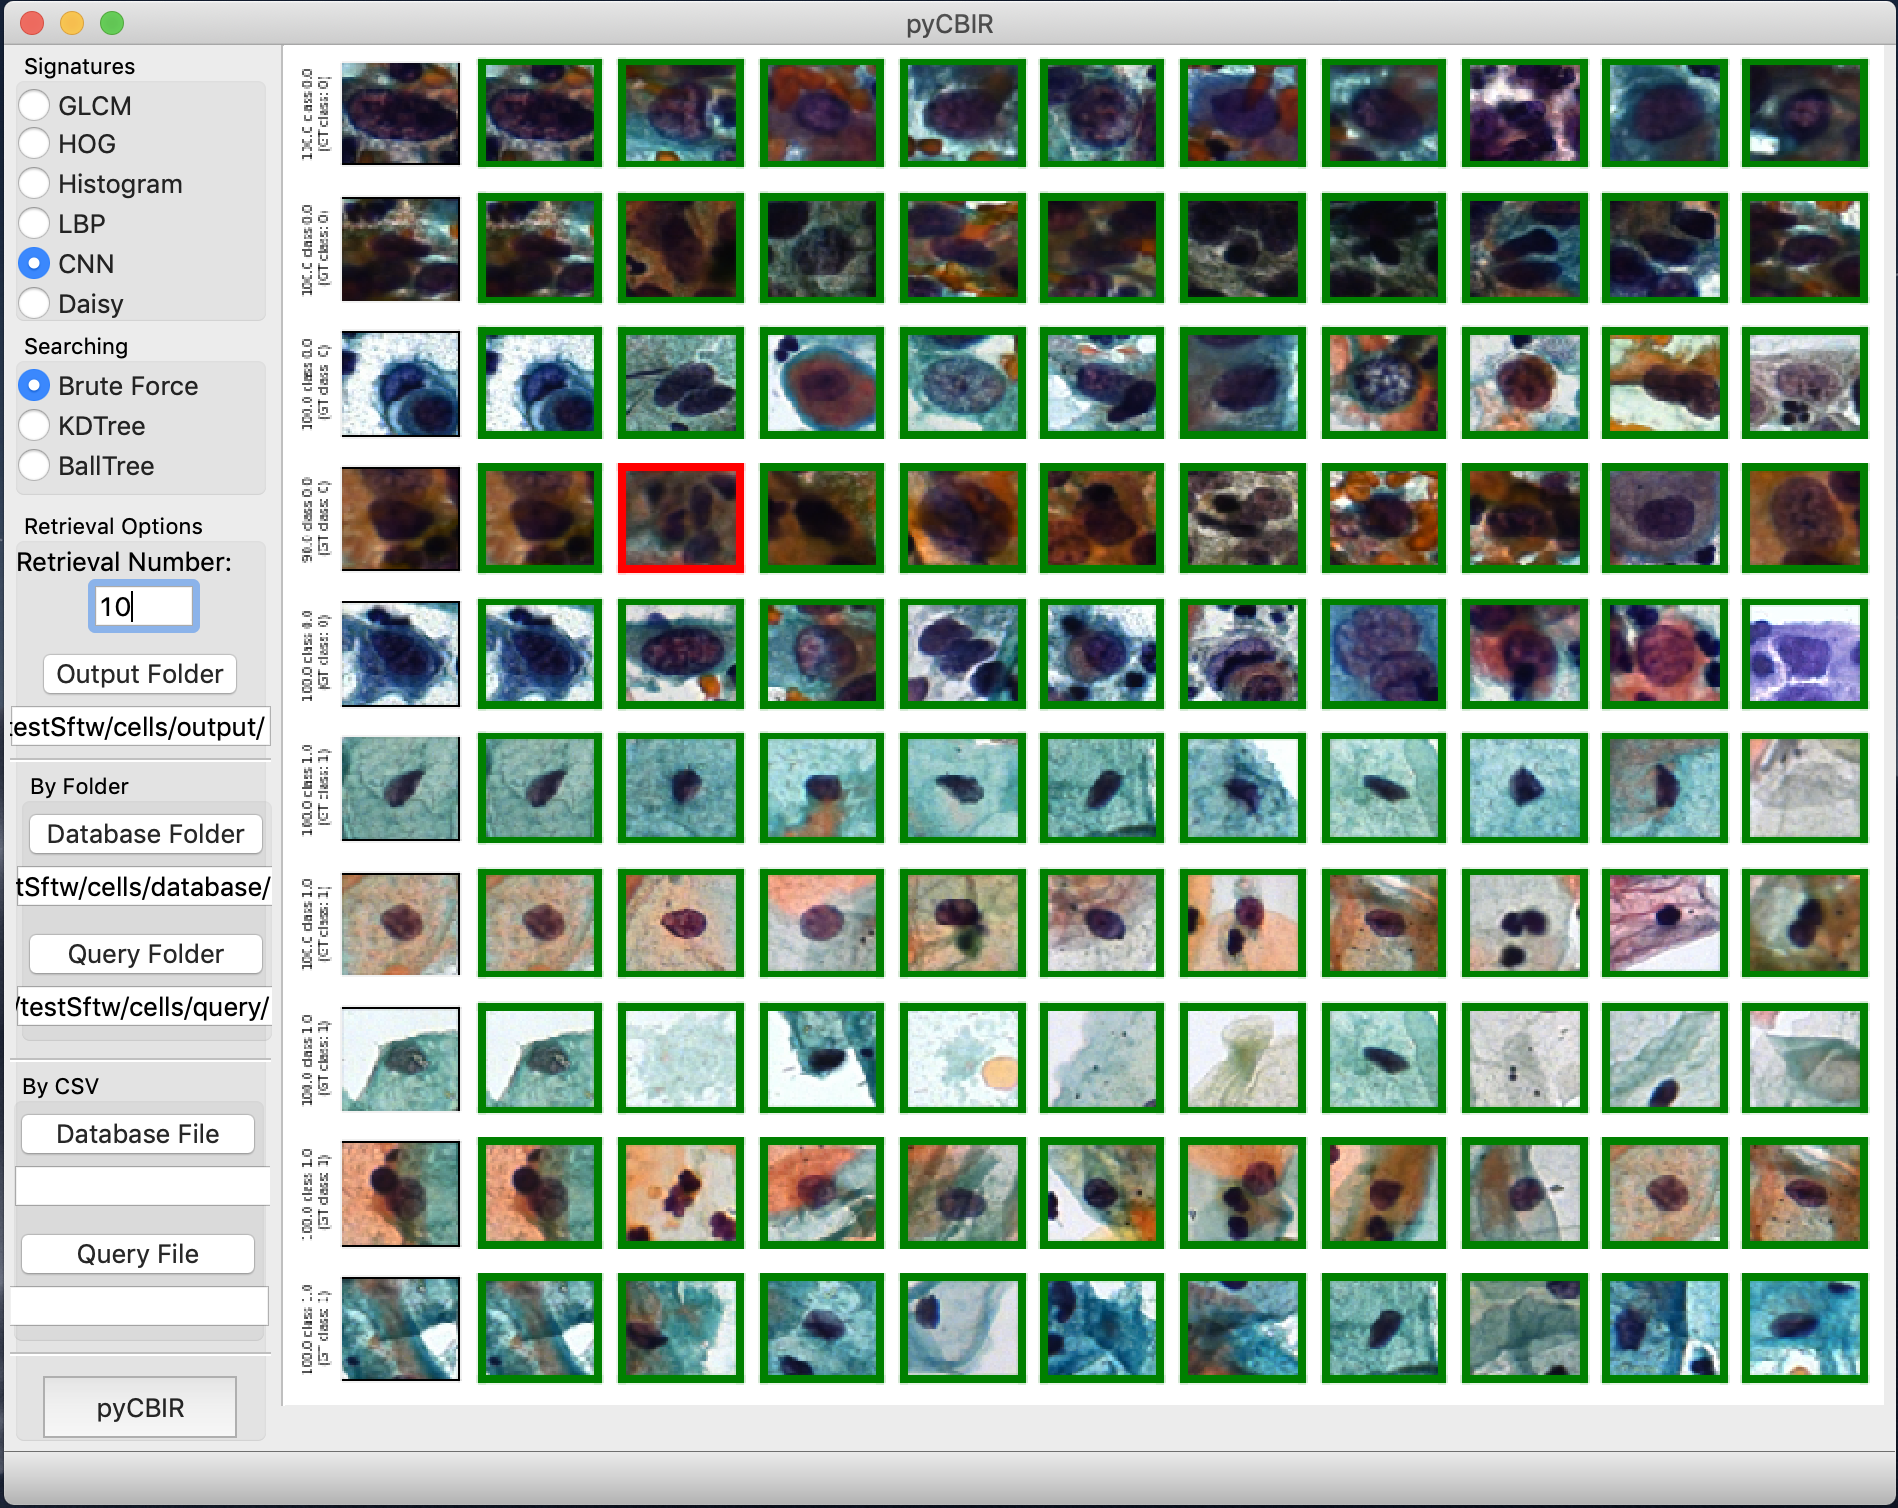 pyCBIR
Signatures
GLCM
HOG
Histogram
LBP
CNN
Daisy
Searching
Brute Force
KDTree
BallTree
Retrieval Options
Retrieval Number:
10
Output Folder
estSftw/cells/output/
By Folder
Database Folder
tSftw/cells/database/
Query Folder
/testSftw/cells/query/
By CSV
Database File
Query File
pyCBIR
100.0 class 0.0
(GT class: 0)
100.0 class 0.0
(GT class: 0)
100.0 class 0.0
(GT class: 0)
90.0 class 0.0
(GT class: 0)
100.0 class 0.0
(GT class: 0)
100.0 class 1.0
(GT class: 1)
100.0 class 1.0
(GT class: 1)
100.0 class 1.0
(GT class: 1)
100.0 class 1.0
(GT class: 1)
100.0 class 1.0
(GT class: 1)